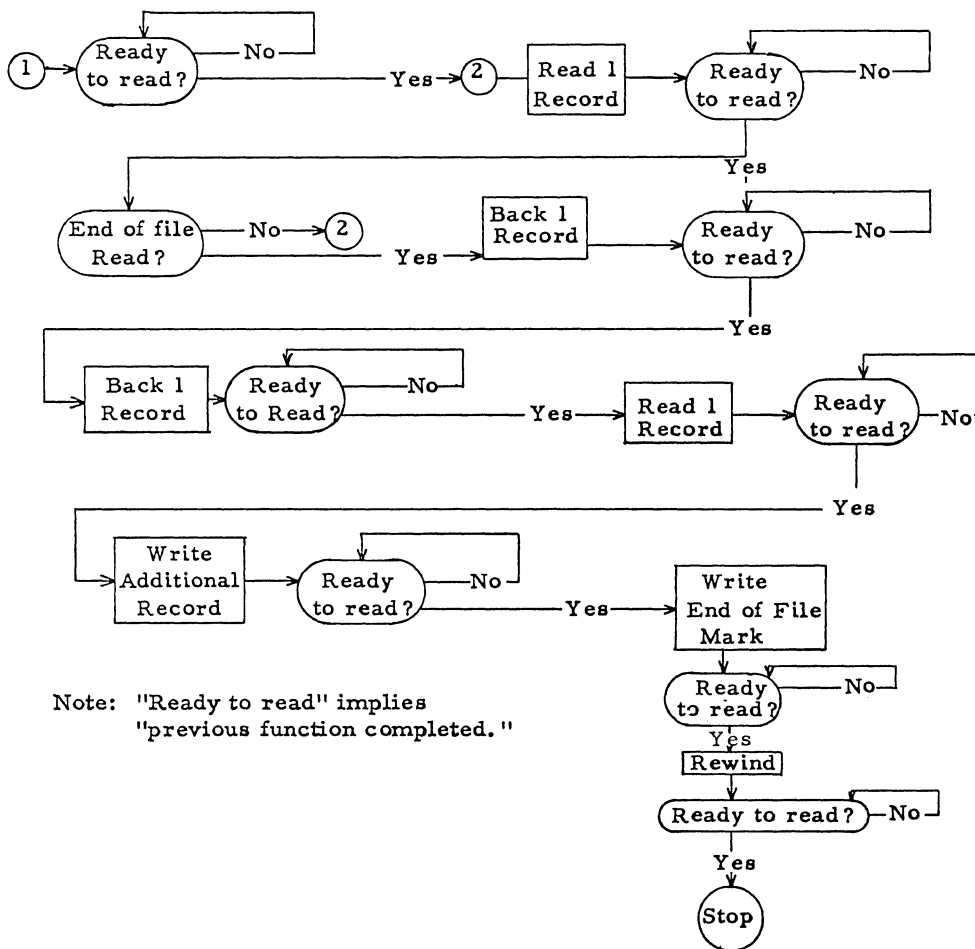 1
Ready
to read?
No
Yes
2
Read 1
Record
Ready
to read?
No
Yes
End of file
Read?
No
2
Yes
Back 1
Record
Ready
to read?
No
Yes
Back 1
Record
Ready
to Read?
No
Yes
Read 1
Record
Ready
to read?
No
Yes
Write
Additional
Record
Ready
to read?
No
Yes
Write
End of File
Mark
Ready
to read?
No
Yes
Rewind
Ready to read?
No
Yes
Stop
Note: "Ready to read" implies
"previous function completed."